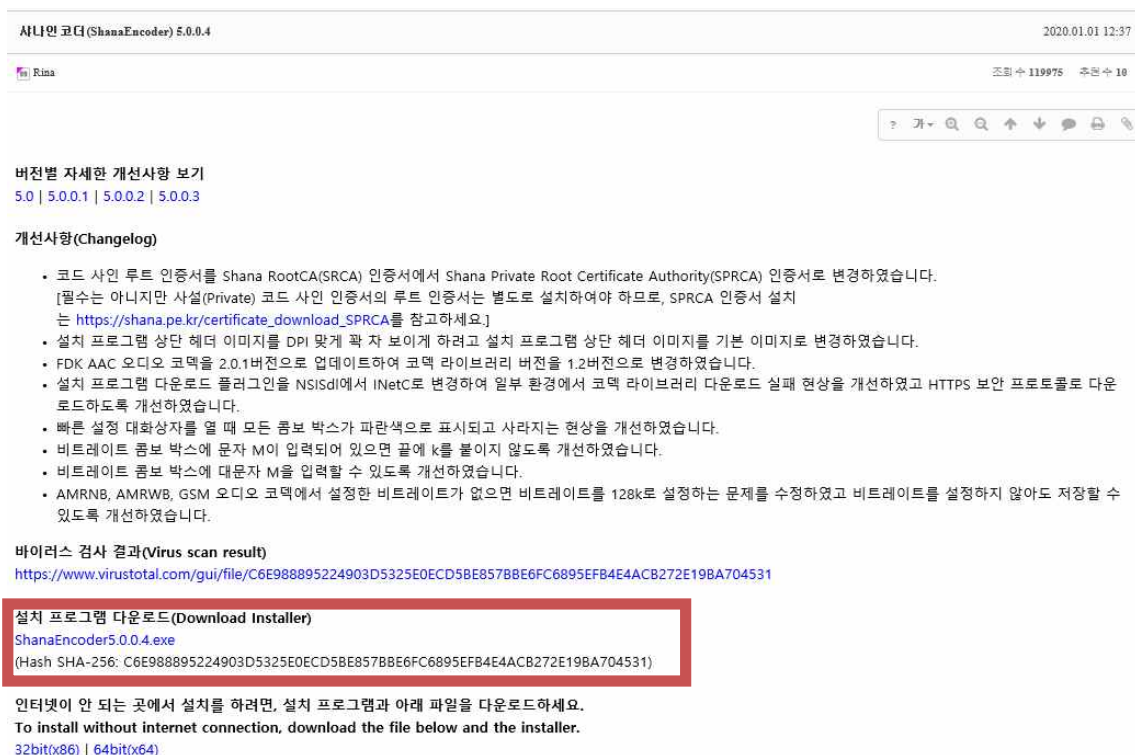 샤나인코더(ShanaEncoder) 5.0.0.4
2020.01.01 12:37
Rina
조회 수 119975 추천 수 10
? 가
버전별 자세한 개선사항 보기
5.0 | 5.0.0.1 | 5.0.0.2 | 5.0.0.3
개선사항(Changelog)
• 코드 사인 루트 인증서를 Shana RootCA(SRCA) 인증서에서 Shana Private Root Certificate Authority(SPRCA) 인증서로 변경하였습니다.
[필수는 아니지만 사설(Private) 코드 사인 인증서의 루트 인증서는 별도로 설치하여야 하므로, SPRCA 인증서 설치
는 https://shana.pe.kr/certificate_download_SPRCA를 참고하세요.]
• 설치 프로그램 상단 헤더 이미지를 DPI 맞게 꽉 차 보이게 하려고 설치 프로그램 상단 헤더 이미지를 기본 이미지로 변경하였습니다.
• FDK AAC 오디오 코덱을 2.0.1버전으로 업데이트하여 코덱 라이브러리 버전을 1.2버전으로 변경하였습니다.
• 설치 프로그램 다운로드 플러그인을 NSISdl에서 INetC로 변경하여 일부 환경에서 코덱 라이브러리 다운로드 실패 현상을 개선하였고 HTTPS 보안 프로토콜로 다운
로드하도록 개선하였습니다.
• 빠른 설정 대화상자를 열 때 모든 콤보 박스가 파란색으로 표시되고 사라지는 현상을 개선하였습니다.
• 비트레이트 콤보 박스에 문자 M이 입력되어 있으면 끝에 k를 붙이지 않도록 개선하였습니다.
• 비트레이트 콤보 박스에 대문자 M을 입력할 수 있도록 개선하였습니다.
• AMRNB, AMRWB, GSM 오디오 코덱에서 설정한 비트레이트가 없으면 비트레이트를 128k로 설정하는 문제를 수정하였고 비트레이트를 설정하지 않아도 저장할 수
있도록 개선하였습니다.
바이러스 검사 결과(Virus scan result)
https://www.virustotal.com/gui/file/C6E988895224903D5325E0ECD5BE857BBE6FC6895EFB4E4ACB272E19BA704531
설치 프로그램 다운로드(Download Installer)
ShanaEncoder5.0.0.4.exe
(Hash SHA-256: C6E988895224903D5325E0ECD5BE857BBE6FC6895EFB4E4ACB272E19BA704531)
인터넷이 안 되는 곳에서 설치를 하려면, 설치 프로그램과 아래 파일을 다운로드하세요.
To install without internet connection, download the file below and the installer.
32bit(x86) | 64bit(x64)